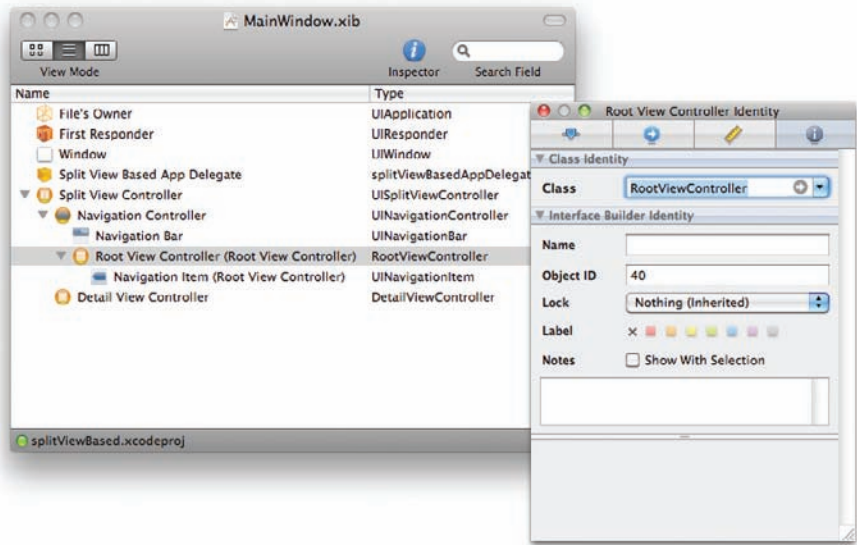 MainWindow.xib
View Mode
Inspector
Search Field
Name Type
File's Owner UIApplication
First Responder UIResponder
Window UIWindow
Split View Based App Delegate splitViewBasedAppDelegat
Split View Controller UISplitViewController
Navigation Controller UINavigationController
Navigation Bar UINavigationBar
Root View Controller (Root View Controller) RootViewController
Navigation Item (Root View Controller) UINavigationItem
Detail View Controller DetailViewController
splitViewBased.xcodeproj
Root View Controller Identity
Class Identity
Class RootViewController
Interface Builder Identity
Name
Object ID 40
Lock Nothing (Inherited)
Label
Notes Show With Selection